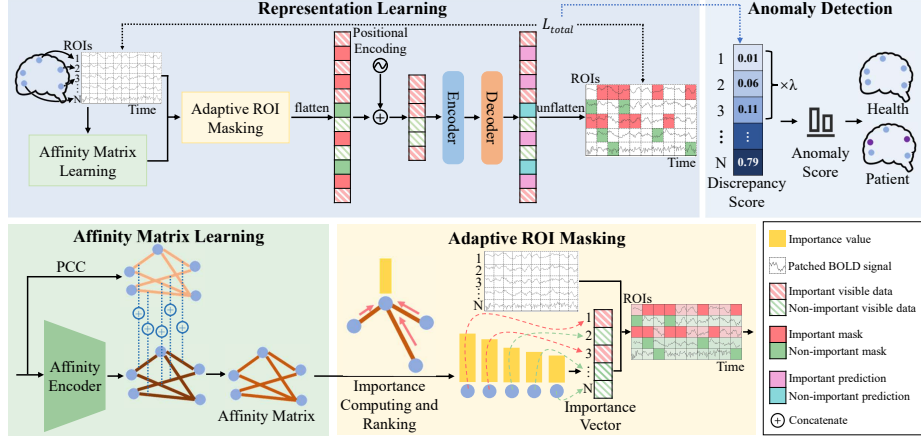 Representation Learning
ROIs
1
2
3
⋮
N
Time
Affinity Matrix
Learning
Adaptive ROI
Masking
flatten
Positional
Encoding
Encoder
Decoder
unflatten
L_total
ROIs
Time
Anomaly Detection
1 0.01
2 0.06
3 0.11
⋮ ⋮
N 0.79
×λ
Discrepancy
Score
Anomaly
Score
Health
Patient
Affinity Matrix Learning
PCC
Affinity
Encoder
Affinity Matrix
Adaptive ROI Masking
Importance
Computing and
Ranking
1
2
3
⋮
N
1
2
3
⋮
N
Importance
Vector
ROIs
Time
Importance value
Patched BOLD signal
Important visible data
Non-important visible data
Important mask
Non-important mask
Important prediction
Non-important prediction
Concatenate